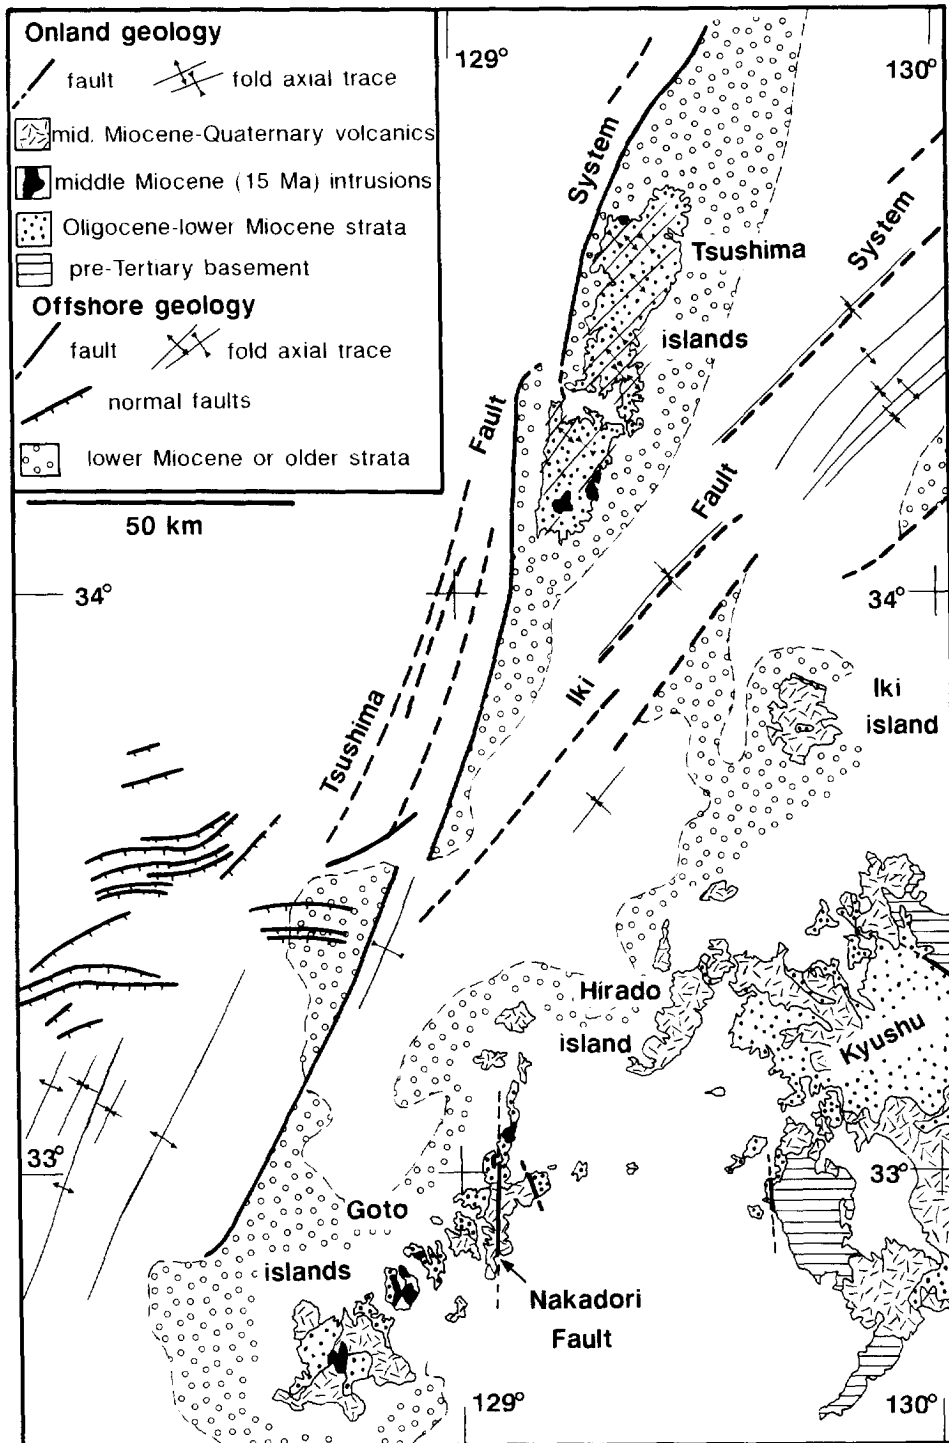 Onland geology
fault
fold axial trace
mid. Miocene-Quaternary volcanics
middle Miocene (15 Ma) intrusions
Oligocene-lower Miocene strata
pre-Tertiary basement
Offshore geology
fault
fold axial trace
normal faults
lower Miocene or older strata
50 km
129°
130°
System
Tsushima
islands
System
Fault
Fault
34°
34°
Iki
Tsushima
Iki
island
Hirado
island
Kyushu
33°
33°
Goto
islands
Nakadori
Fault
129°
130°